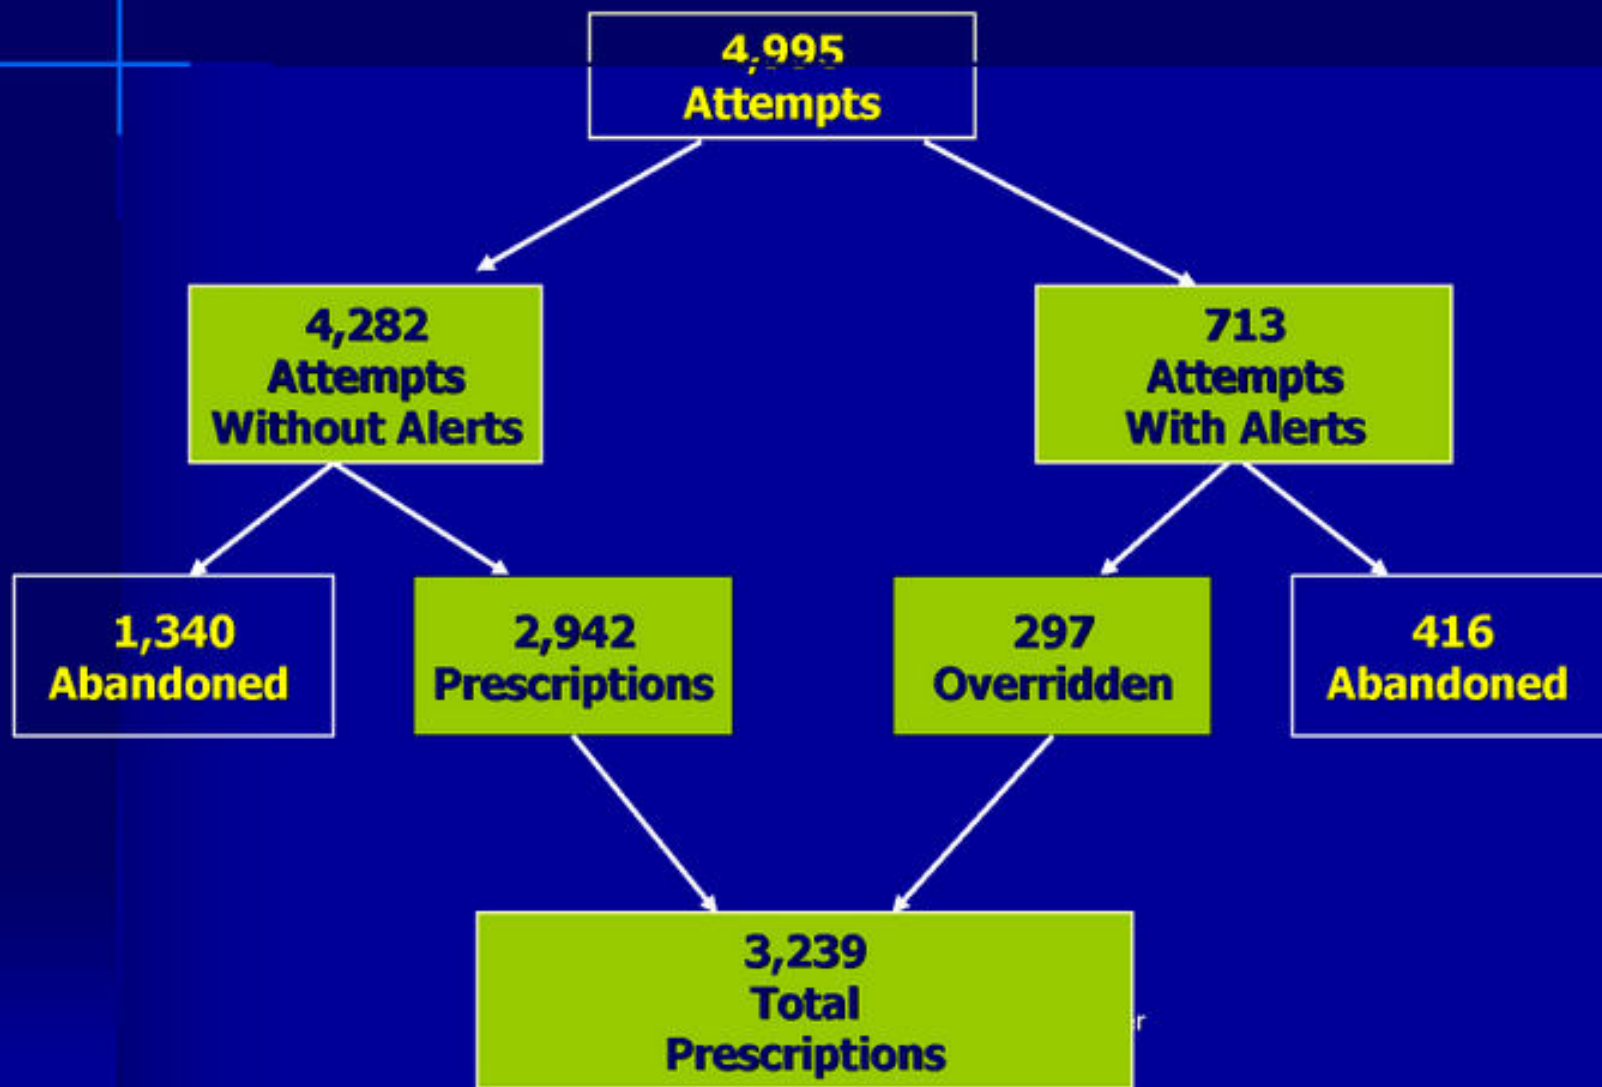 4,995
Attempts
4,282
Attempts
Without Alerts
713
Attempts
With Alerts
1,340
Abandoned
2,942
Prescriptions
297
Overridden
416
Abandoned
3,239
Total
Prescriptions